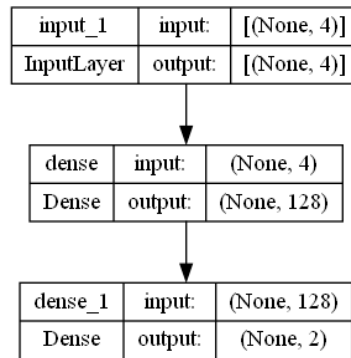 input_1 input: [(None, 4)]
InputLayer output: [(None, 4)]
dense input: (None, 4)
Dense output: (None, 128)
dense_1 input: (None, 128)
Dense output: (None, 2)